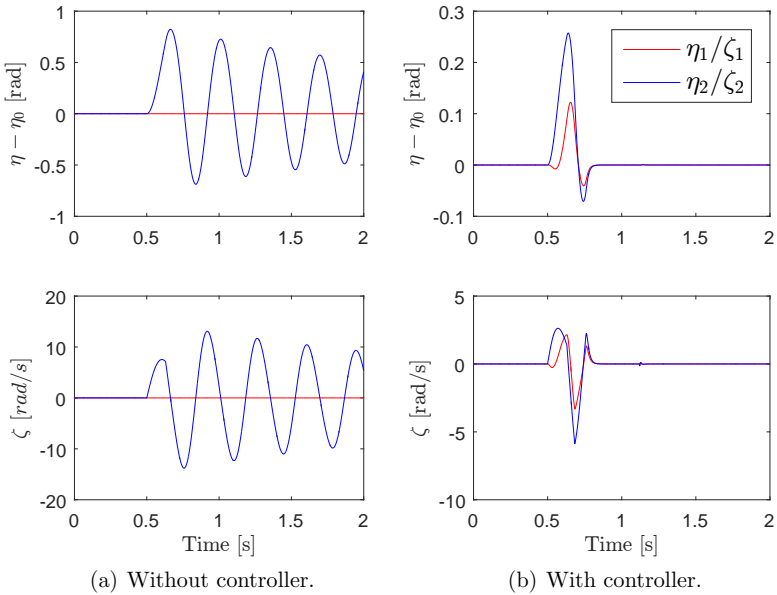 1
0.5
0
-0.5
-1
η − η₀ [rad]
0 0.5 1 1.5 2
0.3
0.2
0.1
0
-0.1
η − η₀ [rad]
0 0.5 1 1.5 2
η₁/ζ₁
η₂/ζ₂
20
10
0
-10
-20
ζ [rad/s]
0 0.5 1 1.5 2
Time [s]
5
0
-5
-10
ζ [rad/s]
0 0.5 1 1.5 2
Time [s]
(a) Without controller.
(b) With controller.